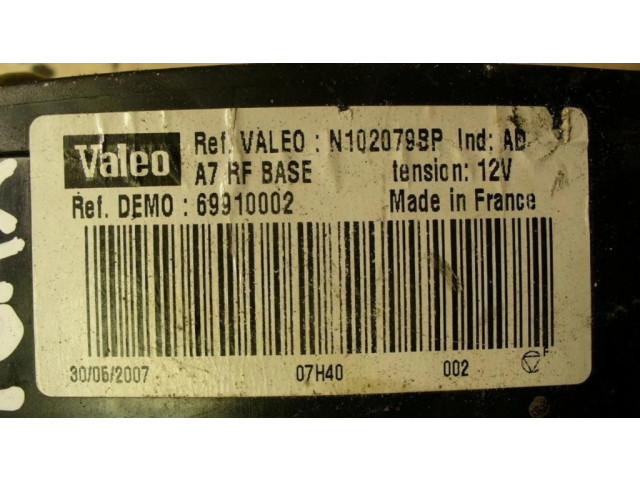 Valeo Ref. VALEO : N102079BP Ind: AD
A7 RF BASE tension: 12V
Ref. DEMO : 69910002 Made in France
30/05/2007 07H40 002 F